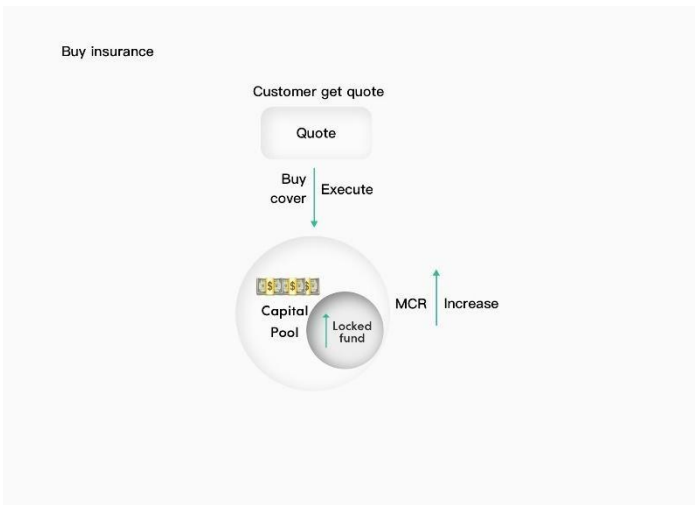 Buy insurance
Customer get quote
Quote
Buy
cover
Execute
Capital
Pool
Locked
fund
MCR
Increase